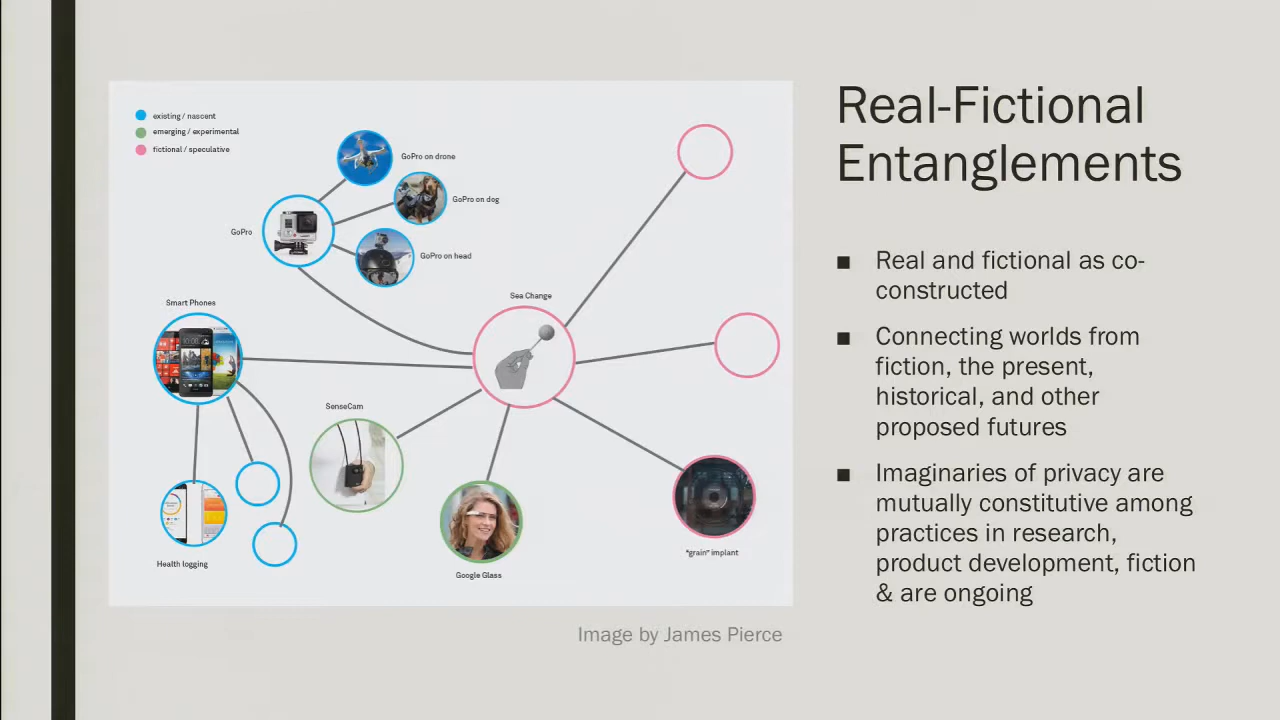 Real-Fictional
Entanglements
existing / nascent
emerging / experimental
fictional / speculative
GoPro on drone
GoPro on dog
GoPro
GoPro on head
Smart Phones
Sea Change
SenseCam
Health logging
Google Glass
"grain" implant
Image by James Pierce
■ Real and fictional as co-
constructed
■ Connecting worlds from
fiction, the present,
historical, and other
proposed futures
■ Imaginaries of privacy are
mutually constitutive among
practices in research,
product development, fiction
& are ongoing